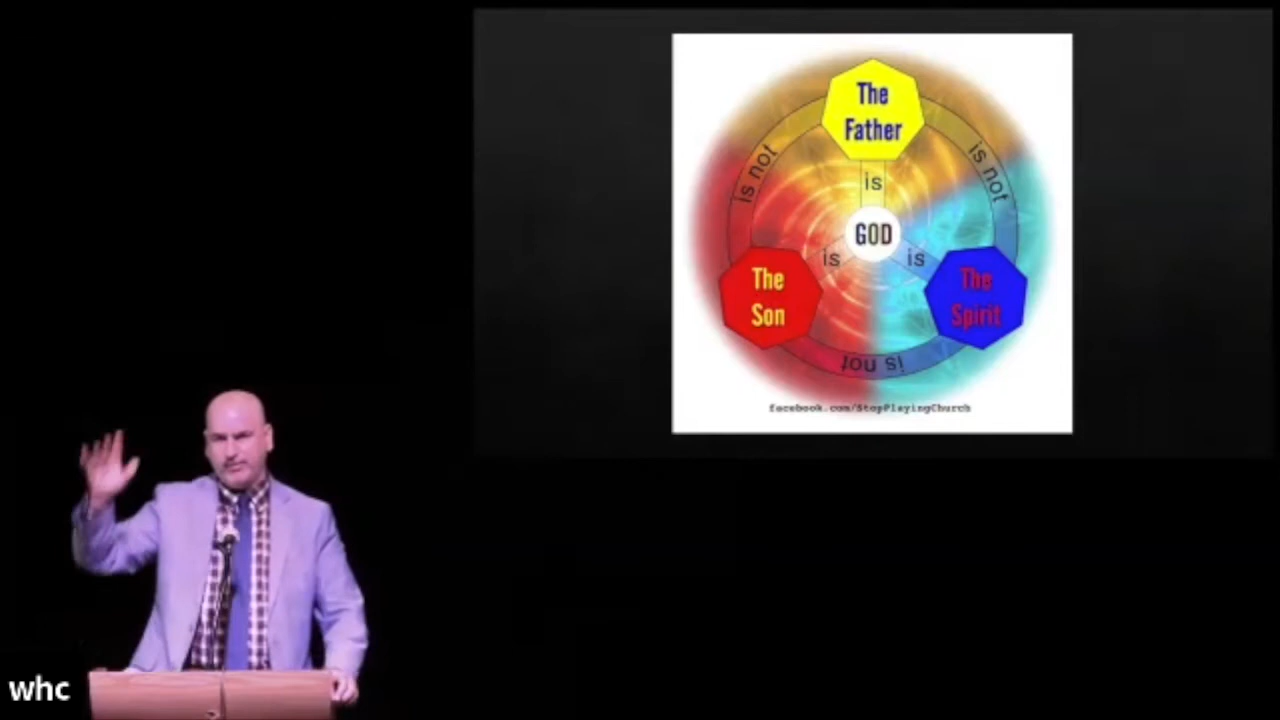 The
Father
is not
is not
is
GOD
is
is
The
Son
The
Spirit
is not
facebook.com/StopPlayingChurch
whc